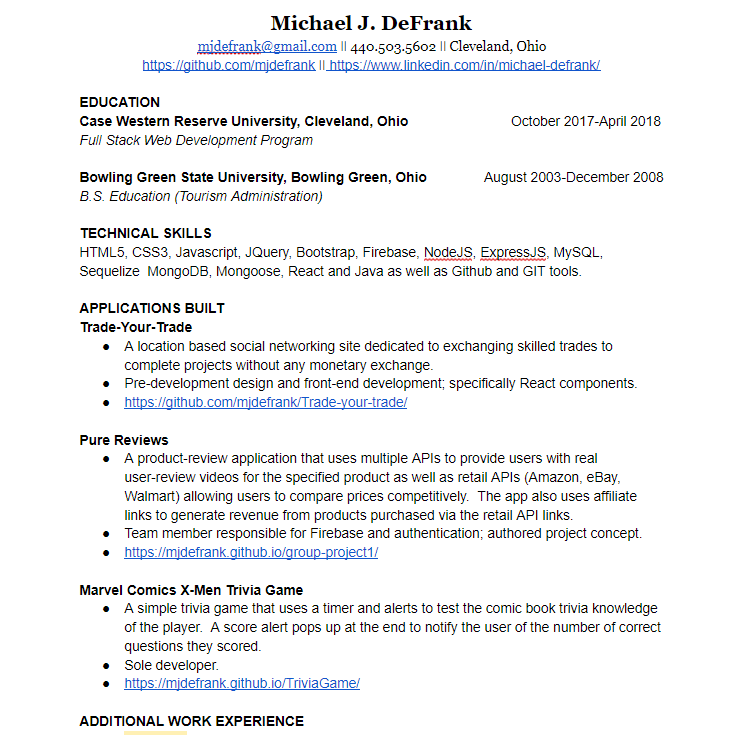 Michael J. DeFrank
mjdefrank@gmail.com || 440.503.5602 || Cleveland, Ohio
https://github.com/mjdefrank || https://www.linkedin.com/in/michael-defrank/
EDUCATION
Case Western Reserve University, Cleveland, Ohio October 2017-April 2018
Full Stack Web Development Program
Bowling Green State University, Bowling Green, Ohio August 2003-December 2008
B.S. Education (Tourism Administration)
TECHNICAL SKILLS
HTML5, CSS3, Javascript, JQuery, Bootstrap, Firebase, NodeJS, ExpressJS, MySQL,
Sequelize  MongoDB, Mongoose, React and Java as well as Github and GIT tools.
APPLICATIONS BUILT
Trade-Your-Trade
● A location based social networking site dedicated to exchanging skilled trades to
complete projects without any monetary exchange.
● Pre-development design and front-end development; specifically React components.
● https://github.com/mjdefrank/Trade-your-trade/
Pure Reviews
● A product-review application that uses multiple APIs to provide users with real
user-review videos for the specified product as well as retail APIs (Amazon, eBay,
Walmart) allowing users to compare prices competitively.  The app also uses affiliate
links to generate revenue from products purchased via the retail API links.
● Team member responsible for Firebase and authentication; authored project concept.
● https://mjdefrank.github.io/group-project1/
Marvel Comics X-Men Trivia Game
● A simple trivia game that uses a timer and alerts to test the comic book trivia knowledge
of the player.  A score alert pops up at the end to notify the user of the number of correct
questions they scored.
● Sole developer.
● https://mjdefrank.github.io/TriviaGame/
ADDITIONAL WORK EXPERIENCE